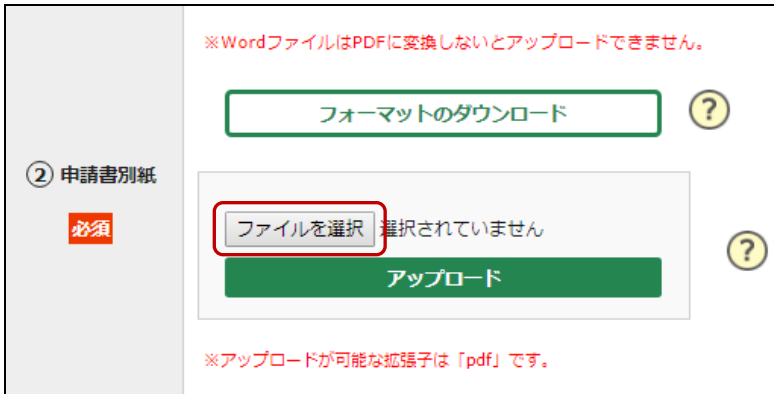 ※WordファイルはPDFに変換しないとアップロードできません。
フォーマットのダウンロード
?
② 申請書別紙
必須
ファイルを選択 選択されていません
?
アップロード
※アップロードが可能な拡張子は「pdf」です。